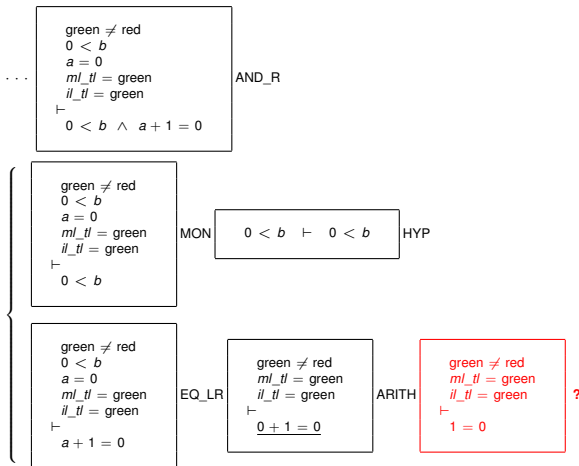 green ≠ red
0 < b
a = 0
ml_tl = green
· · · il_tl = green AND_R
⊢
0 < b ∧ a + 1 = 0
green ≠ red
0 < b
a = 0
ml_tl = green
il_tl = green
⊢
0 < b
MON
0 < b ⊢ 0 < b
HYP
green ≠ red
0 < b
a = 0
ml_tl = green
il_tl = green
⊢
a + 1 = 0
EQ_LR
green ≠ red
ml_tl = green
il_tl = green
⊢
0 + 1 = 0
ARITH
green ≠ red
ml_tl = green
il_tl = green
⊢
1 = 0
?